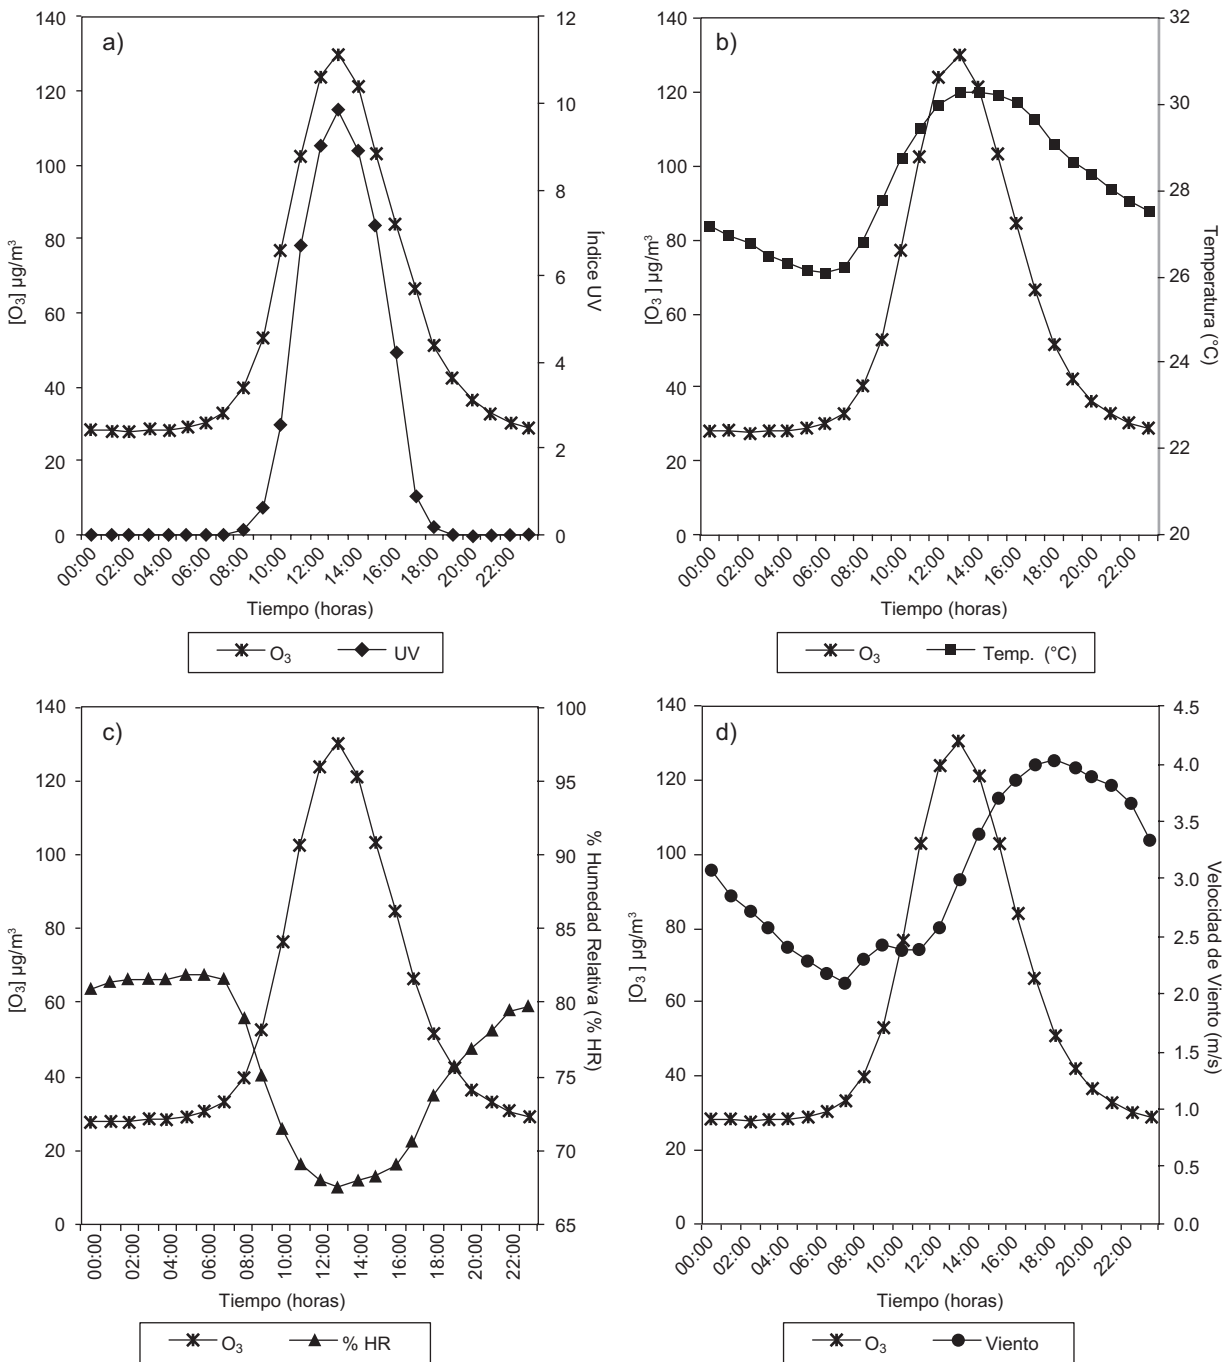 a)
140
120
100
80
60
40
20
0
[O₃] µg/m³
12
10
8
6
4
2
0
Índice UV
00:00 02:00 04:00 06:00 08:00 10:00 12:00 14:00 16:00 18:00 20:00 22:00
Tiempo (horas)
O₃ UV
b)
140
120
100
80
60
40
20
0
[O₃ ] µg/m³
32
30
28
26
24
22
20
Temperatura (°C)
00:00 02:00 04:00 06:00 08:00 10:00 12:00 14:00 16:00 18:00 20:00 22:00
Tiempo (horas)
O₃ Temp. (°C)
c)
140
120
100
80
60
40
20
0
[O₃] µg/m³
100
95
90
85
80
75
70
65
% Humedad Relativa (% HR)
00:00 02:00 04:00 06:00 08:00 10:00 12:00 14:00 16:00 18:00 20:00 22:00
Tiempo (horas)
O₃ % HR
d)
140
120
100
80
60
40
20
0
[O₃ ] µg/m³
4.5
4.0
3.5
3.0
2.5
2.0
1.5
1.0
0.5
0.0
Velocidad de Viento (m/s)
00:00 02:00 04:00 06:00 08:00 10:00 12:00 14:00 16:00 18:00 20:00 22:00
Tiempo (horas)
O₃ Viento